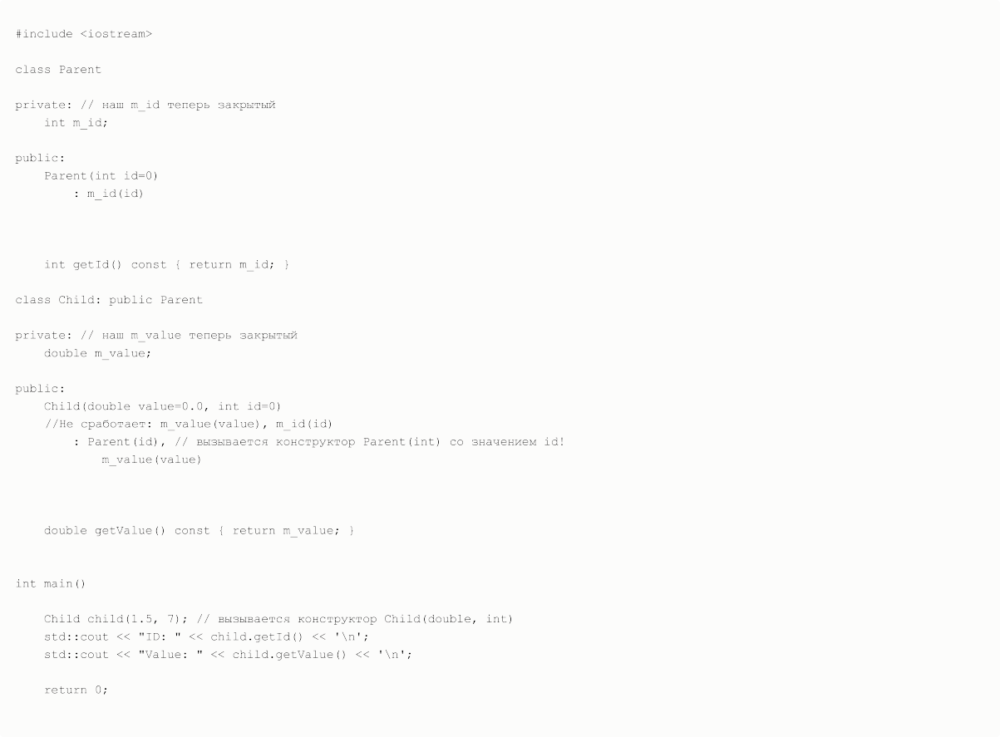 #include <iostream>
class Parent
private: // наш m_id теперь закрытый
int m_id;
public:
Parent(int id=0)
: m_id(id)
int getId() const { return m_id; }
class Child: public Parent
private: // наш m_value теперь закрытый
double m_value;
public:
Child(double value=0.0, int id=0)
//Не сработает: m_value(value), m_id(id)
: Parent(id), // вызывается конструктор Parent(int) со значением id!
m_value(value)
double getValue() const { return m_value; }
int main()
Child child(1.5, 7); // вызывается конструктор Child(double, int)
std::cout << "ID: " << child.getId() << '\n';
std::cout << "Value: " << child.getValue() << '\n';
return 0;